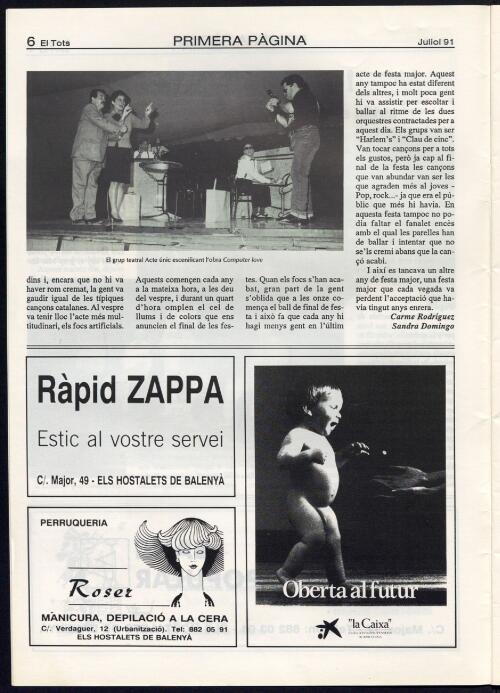 6 El Tots
PRIMERA PÀGINA
Juliol 91
El grup teatral Acte únic escenificant l'obra Computer love
dins i, encara que no hi va
haver rom cremat, la gent va
gaudir igual de les típiques
cançons catalanes. Al vespre
va tenir lloc l'acte més mul-
titudinari, els focs artificials.
Aquests comencen cada any
a la mateixa hora, a les deu
del vespre, i durant un quart
d'hora omplen el cel de
llums i de colors que ens
anuncien el final de les fes-
tes. Quan els focs s'han aca-
bat, gran part de la gent
s'oblida que a les onze co-
mença el ball de final de fes-
ta i això fa que cada any hi
hagi menys gent en l'últim
acte de festa major. Aquest
any tampoc ha estat diferent
dels altres, i molt poca gent
hi va assistir per escoltar i
ballar al ritme de les dues
orquestres contractades per a
aquest dia. Els grups van ser
"Harlem's" i "Clau de cinc".
Van tocar cançons per a tots
els gustos, però ja cap al fi-
nal de la festa les cançons
que van abundar van ser les
que agraden més al joves -
Pop, rock...- ja que era el pú-
blic que més hi havia. En
aquesta festa tampoc no po-
dia faltar el fanalet encès
amb el qual les parelles han
de ballar i intentar que no
se'ls cremi abans que la can-
çó acabi.
I així es tancava un altre
any de festa major, una festa
major que cada vegada va
perdent l'acceptació que ha-
via tingut anys enrera.
Carme Rodríguez
Sandra Domingo
Ràpid ZAPPA
Estic al vostre servei
C/. Major, 49 - ELS HOSTALETS DE BALENYÀ
PERRUQUERIA
Roser
MANICURA, DEPILACIÓ A LA CERA
C/. Verdaguer, 12 (Urbanització). Tel: 882 05 91
ELS HOSTALETS DE BALENYÀ
Oberta al futur
"la Caixa"